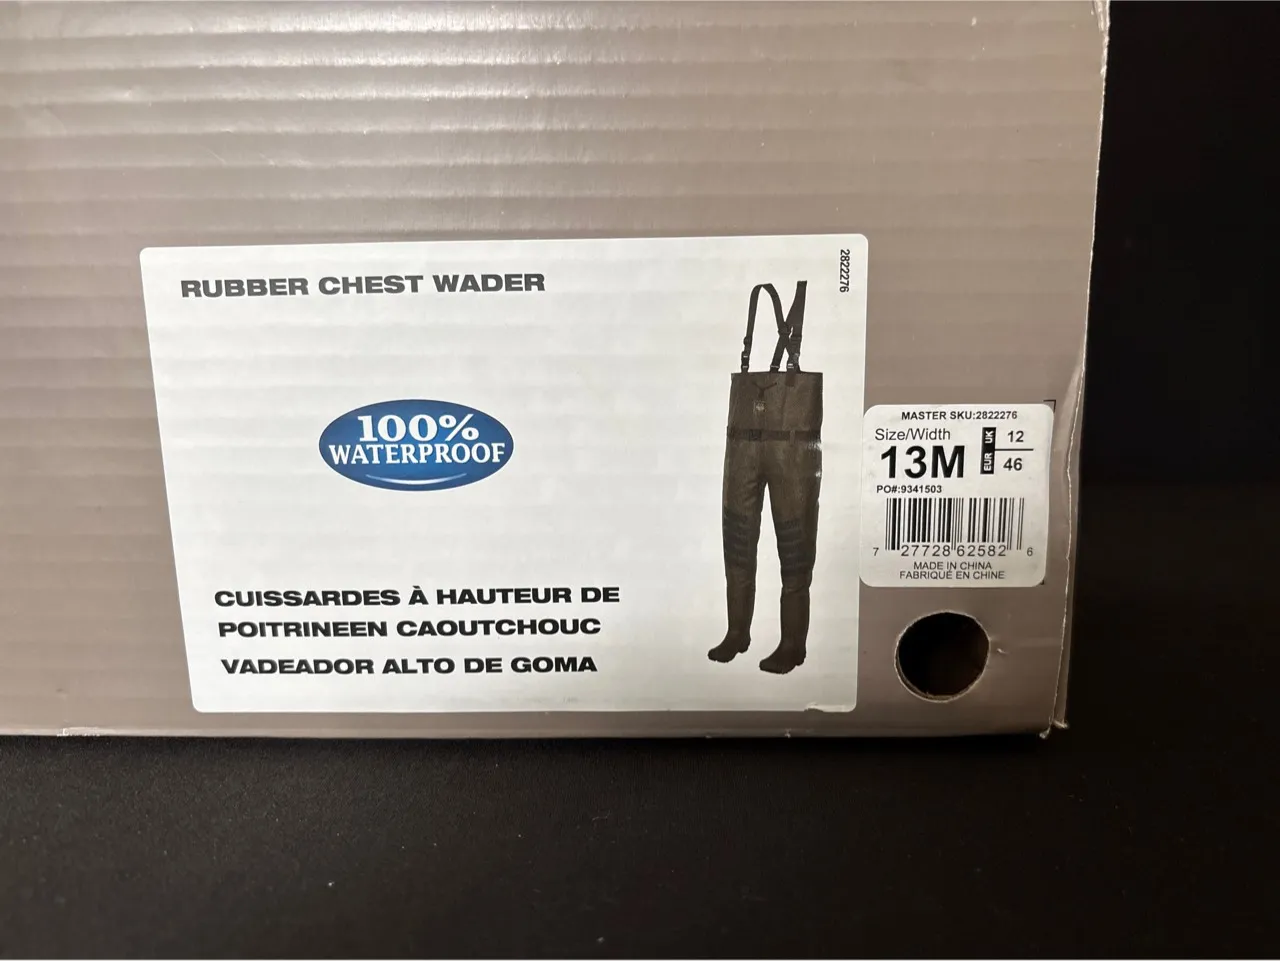 RUBBER CHEST WADER
2822276
100%
WATERPROOF
CUISSARDES À HAUTEUR DE
POITRINEEN CAOUTCHOUC
VADEADOR ALTO DE GOMA
MASTER SKU:2822276
Size/Width
13M
UK 12
EUR 46
PO#:9341503
7 27728 62582 6
MADE IN CHINA
FABRIQUÉ EN CHINE